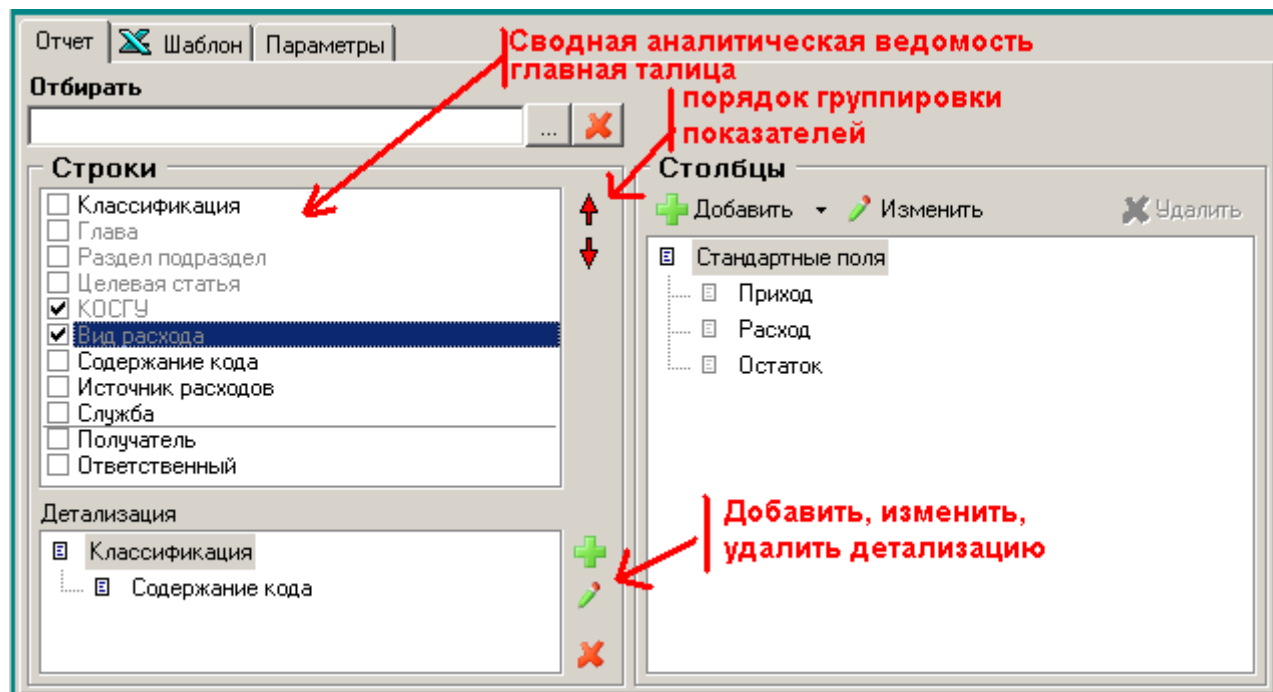 Отчет Шаблон Параметры
Сводная аналитическая ведомость
главная талица
Отбирать
порядок группировки
показателей
...
Строки
Классификация
Глава
Раздел подраздел
Целевая статья
КОСГУ
Вид расхода
Содержание кода
Источник расходов
Служба
Получатель
Ответственный
Детализация
Классификация
Содержание кода
Столбцы
Добавить Изменить Удалить
Стандартные поля
Приход
Расход
Остаток
Добавить, изменить,
удалить детализацию